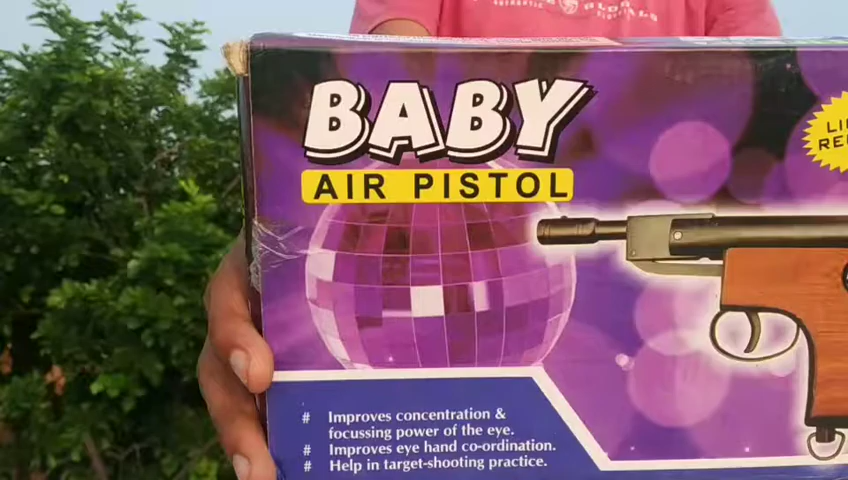 AUTHENTIC
BABY
AIR PISTOL
# Improves concentration &
focussing power of the eye.
# Improves eye hand co-ordination.
# Help in target-shooting practice.